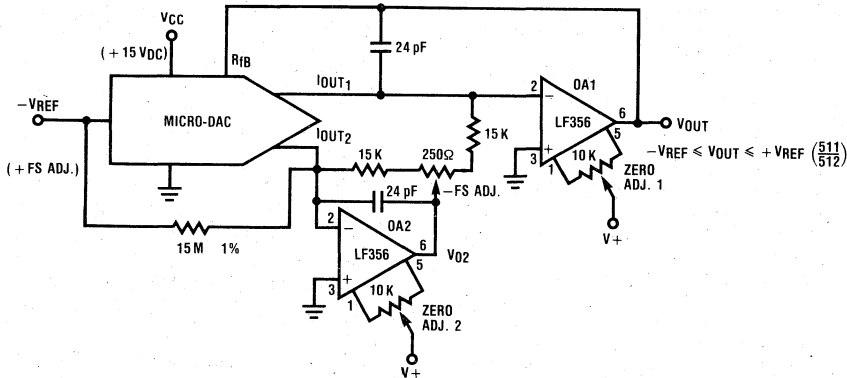 VCC
(+15 VDC)
RfB
24 pF
IOUT1
-VREF
MICRO-DAC
IOUT2
(+FS ADJ.)
15 M 1%
15 K
250Ω
15 K
-FS ADJ.
24 pF
2
OA1
LF356
6
VOUT
3
1
10 K
5
ZERO
ADJ. 1
V+
-VREF ≤ VOUT ≤ +VREF (511/512)
2
OA2
LF356
6
VO2
3
1
10 K
5
ZERO
ADJ. 2
V+